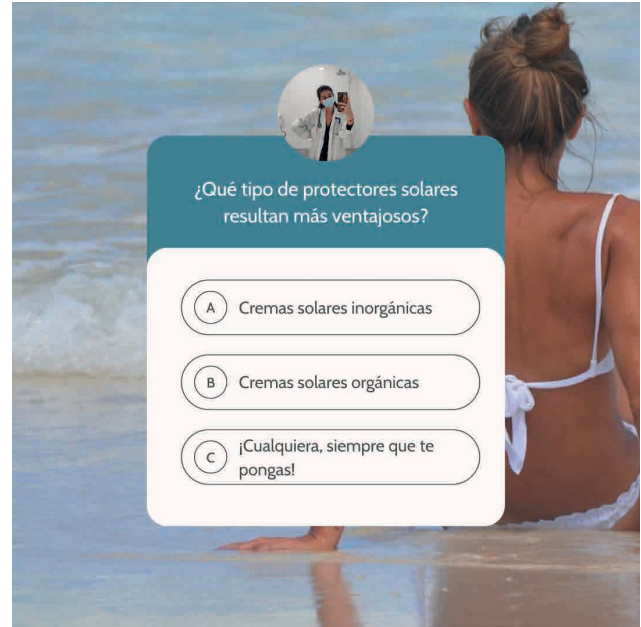 ¿Qué tipo de protectores solares
resultan más ventajosos?
A Cremas solares inorgánicas
B Cremas solares orgánicas
C ¡Cualquiera, siempre que te
pongas!